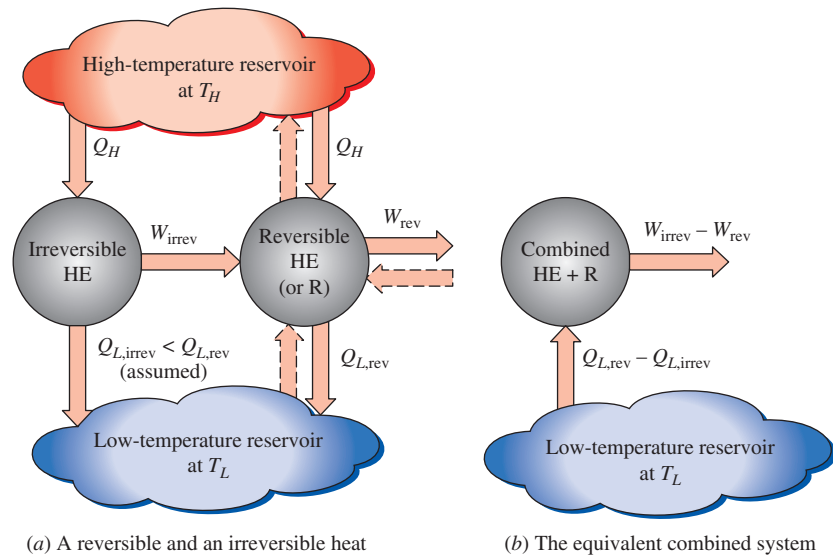 High-temperature reservoir
at T_H
Q_H
Q_H
Irreversible
HE
W_irrev
Reversible
HE
(or R)
W_rev
Combined
HE + R
W_irrev – W_rev
Q_L,irrev < Q_L,rev
(assumed)
Q_L,rev
Q_L,rev – Q_L,irrev
Low-temperature reservoir
at T_L
Low-temperature reservoir
at T_L
(a) A reversible and an irreversible heat
(b) The equivalent combined system